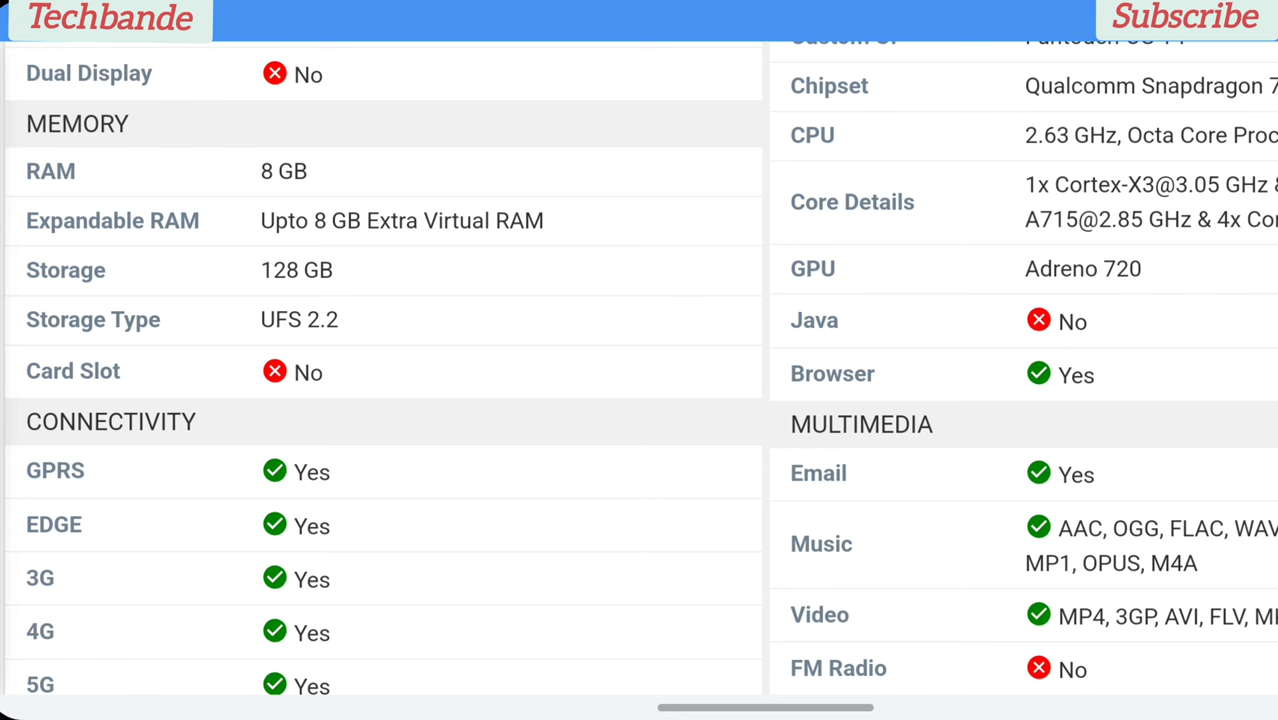 Techbande
Subscribe
Dual Display No
MEMORY
RAM 8 GB
Expandable RAM Upto 8 GB Extra Virtual RAM
Storage 128 GB
Storage Type UFS 2.2
Card Slot No
CONNECTIVITY
GPRS Yes
EDGE Yes
3G Yes
4G Yes
5G Yes
Chipset Qualcomm Snapdragon 7
CPU 2.63 GHz, Octa Core Proc
Core Details
1x Cortex-X3@3.05 GHz &
A715@2.85 GHz & 4x Cor
GPU Adreno 720
Java No
Browser Yes
MULTIMEDIA
Email Yes
Music
AAC, OGG, FLAC, WAV
MP1, OPUS, M4A
Video MP4, 3GP, AVI, FLV, M
FM Radio No